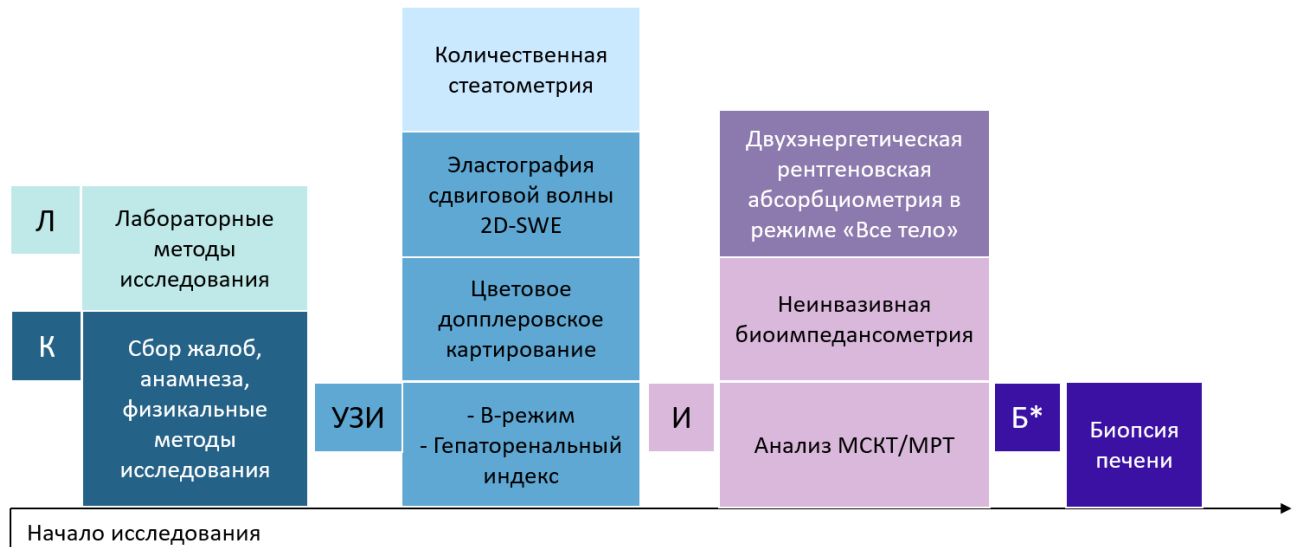 Л
Лабораторные
методы
исследования
К
Сбор жалоб,
анамнеза,
физикальные
методы
исследования
УЗИ
Количественная
стеатометрия
Эластография
сдвиговой волны
2D-SWE
Цветовое
допплеровское
картирование
- В-режим
- Гепаторенальный
индекс
И
Двухэнергетическая
рентгеновская
абсорбциометрия в
режиме «Все тело»
Неинвазивная
биоимпедансометрия
Анализ МСКТ/МРТ
Б*
Биопсия
печени
Начало исследования